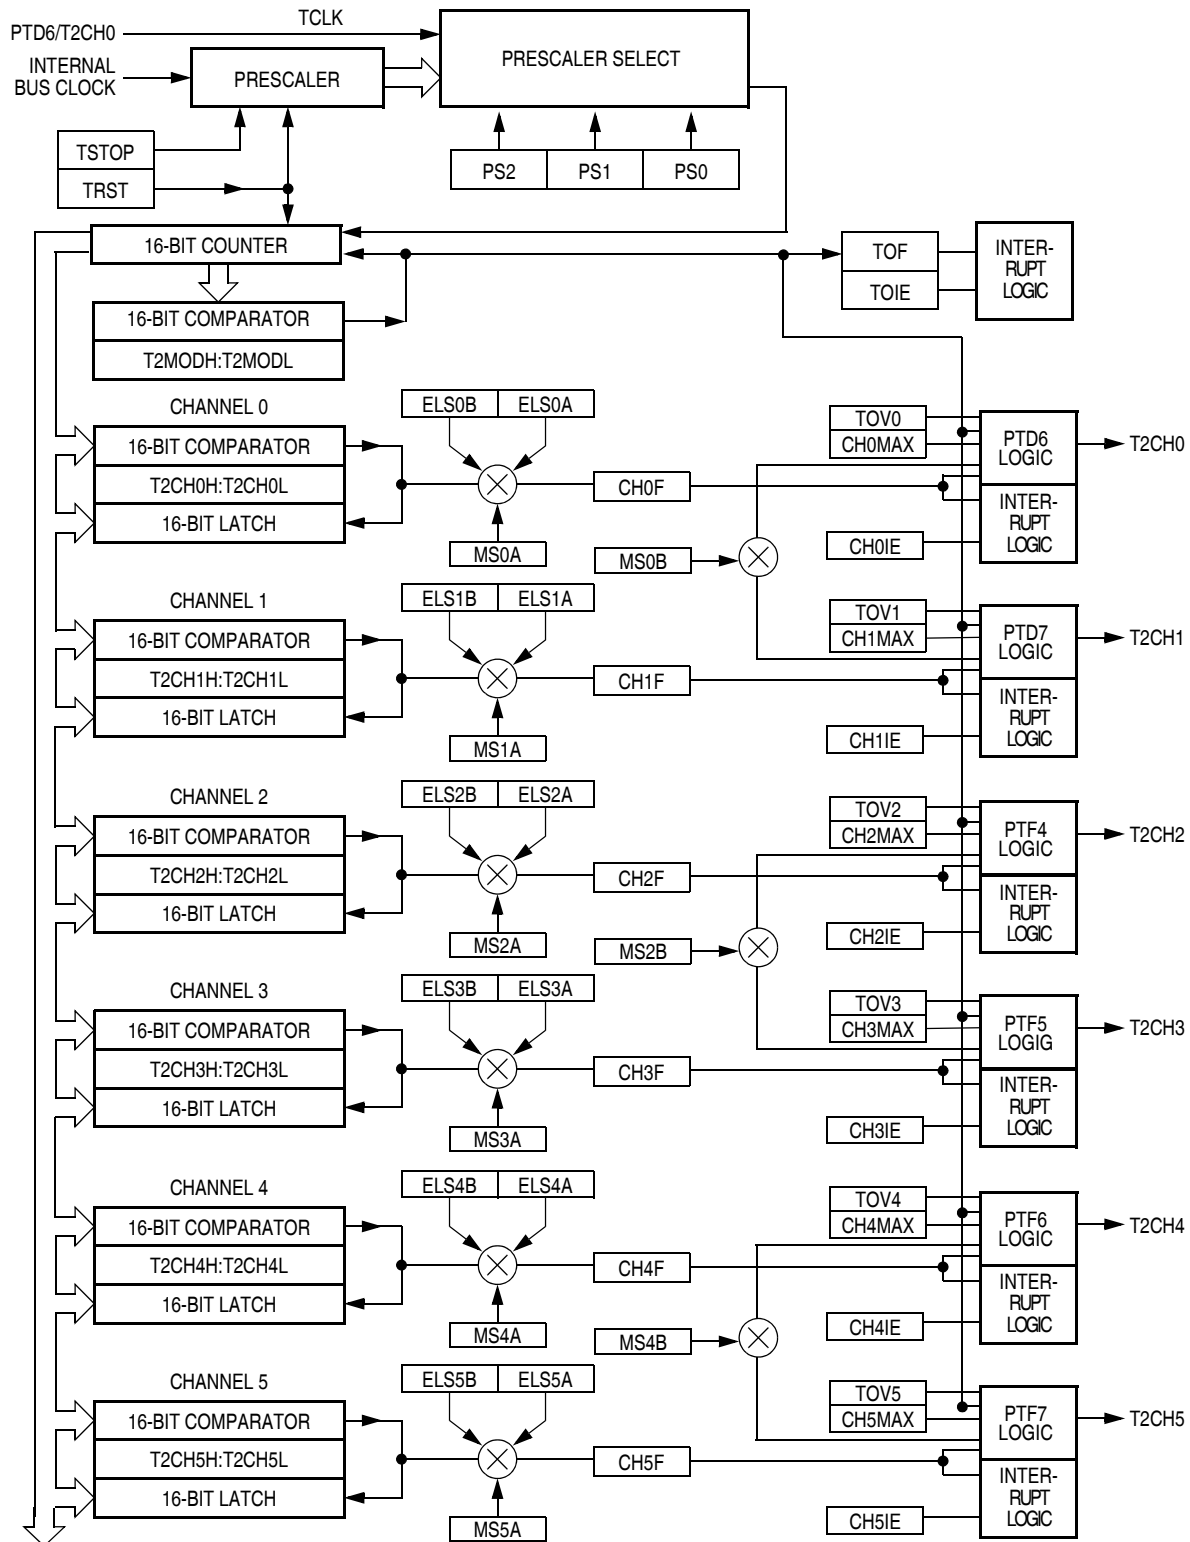 TCLK
PTD6/T2CH0
INTERNAL
BUS CLOCK
PRESCALER
PRESCALER SELECT
TSTOP
TRST
PS2
PS1
PS0
16-BIT COUNTER
16-BIT COMPARATOR
T2MODH:T2MODL
TOF
TOIE
INTER-
RUPT
LOGIC
CHANNEL 0
16-BIT COMPARATOR
T2CH0H:T2CH0L
16-BIT LATCH
ELS0B
ELS0A
MS0A
CH0F
MS0B
TOV0
CH0MAX
CH0IE
PTD6
LOGIC
INTER-
RUPT
LOGIC
T2CH0
CHANNEL 1
16-BIT COMPARATOR
T2CH1H:T2CH1L
16-BIT LATCH
ELS1B
ELS1A
MS1A
CH1F
TOV1
CH1MAX
CH1IE
PTD7
LOGIC
INTER-
RUPT
LOGIC
T2CH1
CHANNEL 2
16-BIT COMPARATOR
T2CH2H:T2CH2L
16-BIT LATCH
ELS2B
ELS2A
MS2A
CH2F
MS2B
TOV2
CH2MAX
CH2IE
PTF4
LOGIC
INTER-
RUPT
LOGIC
T2CH2
CHANNEL 3
16-BIT COMPARATOR
T2CH3H:T2CH3L
16-BIT LATCH
ELS3B
ELS3A
MS3A
CH3F
TOV3
CH3MAX
CH3IE
PTF5
LOGIG
INTER-
RUPT
LOGIC
T2CH3
CHANNEL 4
16-BIT COMPARATOR
T2CH4H:T2CH4L
16-BIT LATCH
ELS4B
ELS4A
MS4A
CH4F
MS4B
TOV4
CH4MAX
CH4IE
PTF6
LOGIC
INTER-
RUPT
LOGIC
T2CH4
CHANNEL 5
16-BIT COMPARATOR
T2CH5H:T2CH5L
16-BIT LATCH
ELS5B
ELS5A
MS5A
CH5F
TOV5
CH5MAX
CH5IE
PTF7
LOGIC
INTER-
RUPT
LOGIC
T2CH5